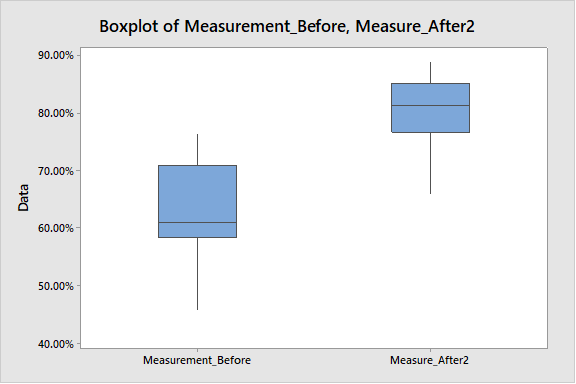 Boxplot of Measurement_Before, Measure_After2
90.00%
80.00%
70.00%
60.00%
50.00%
40.00%
Data
Measurement_Before
Measure_After2